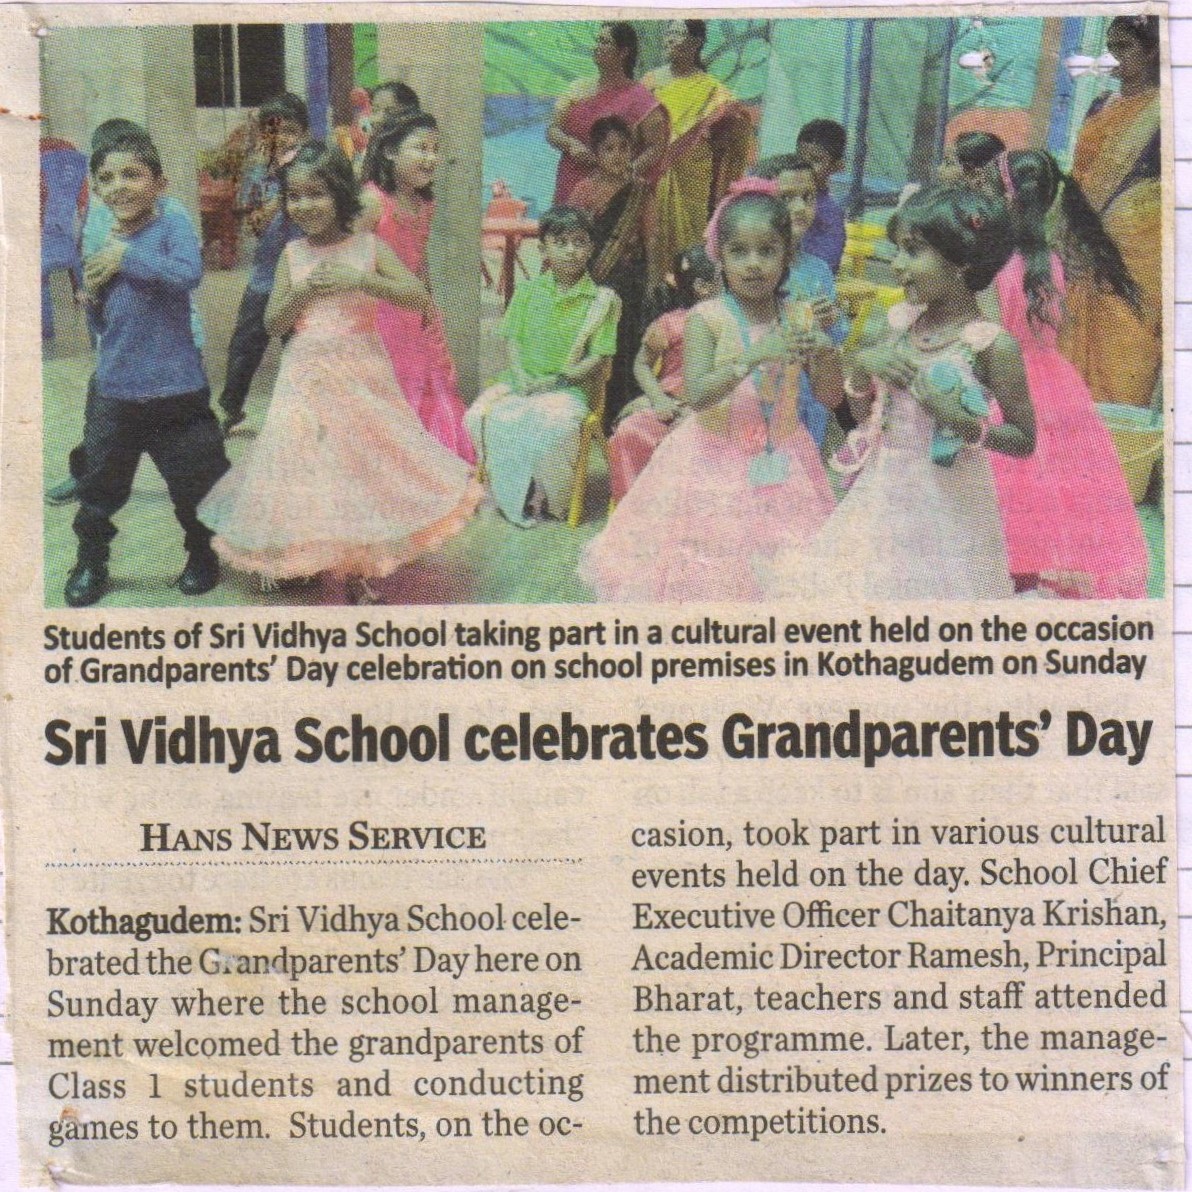 Students of Sri Vidhya School taking part in a cultural event held on the occasion
of Grandparents' Day celebration on school premises in Kothagudem on Sunday
Sri Vidhya School celebrates Grandparents' Day
HANS NEWS SERVICE
Kothagudem: Sri Vidhya School cele-
brated the Grandparents' Day here on
Sunday where the school manage-
ment welcomed the grandparents of
Class 1 students and conducting
games to them. Students, on the oc-
casion, took part in various cultural
events held on the day. School Chief
Executive Officer Chaitanya Krishan,
Academic Director Ramesh, Principal
Bharat, teachers and staff attended
the programme. Later, the manage-
ment distributed prizes to winners of
the competitions.